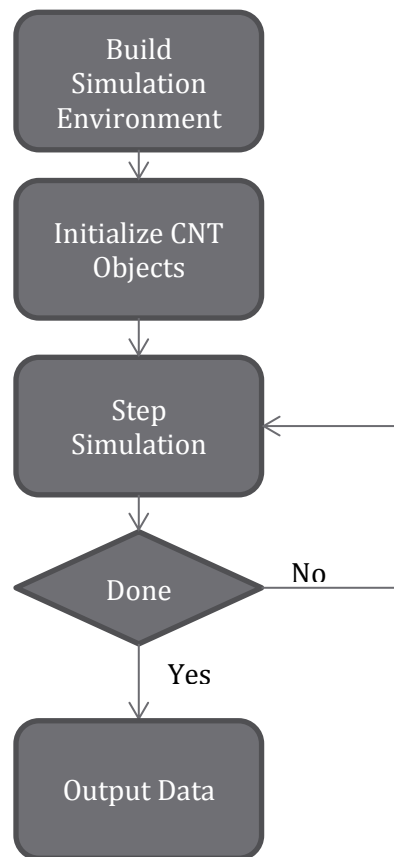 Build
Simulation
Environment
Initialize CNT
Objects
Step
Simulation
Done
No
Yes
Output Data